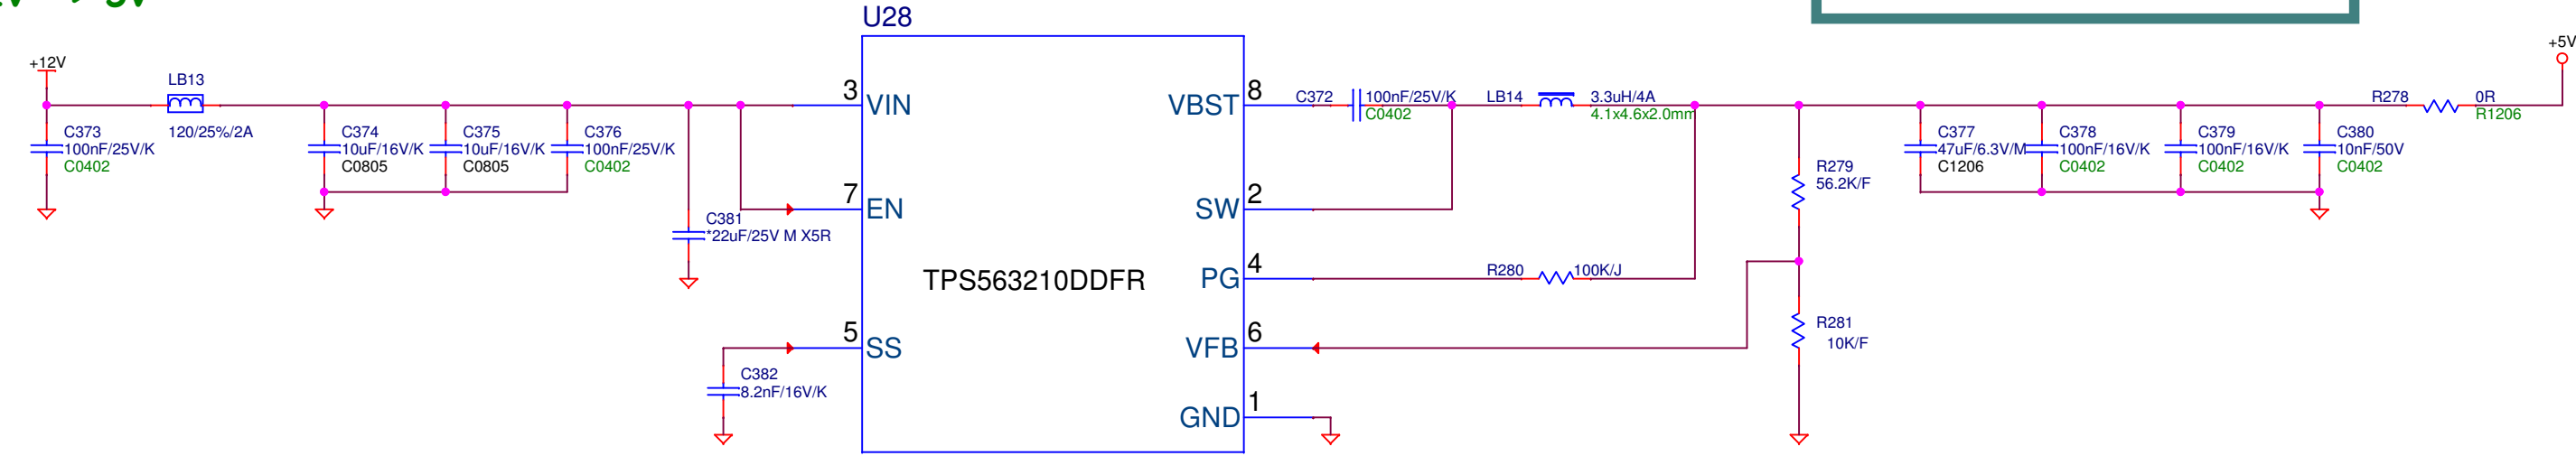 U28
+12V
LB13
120/25%/2A
C373
100nF/25V/K
C0402
C374
10uF/16V/K
C0805
C375
10uF/16V/K
C0805
C376
100nF/25V/K
C0402
C381
*22uF/25V M X5R
C382
8.2nF/16V/K
3
VIN
7
EN
5
SS
TPS563210DDFR
VBST
8
SW
2
PG
4
VFB
6
GND
1
C372
100nF/25V/K
C0402
LB14
3.3uH/4A
4.1x4.6x2.0mm
R280
100K/J
R279
56.2K/F
R281
10K/F
C377
47uF/6.3V/M
C1206
C378
100nF/16V/K
C0402
C379
100nF/16V/K
C0402
C380
10nF/50V
C0402
R278
0R
R1206
+5V